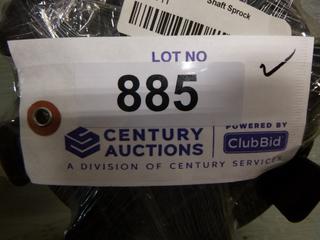 Shaft Sprock
LOT NO
885
CENTURY
AUCTIONS
POWERED BY
ClubBid
A DIVISION OF CENTURY SERVICES